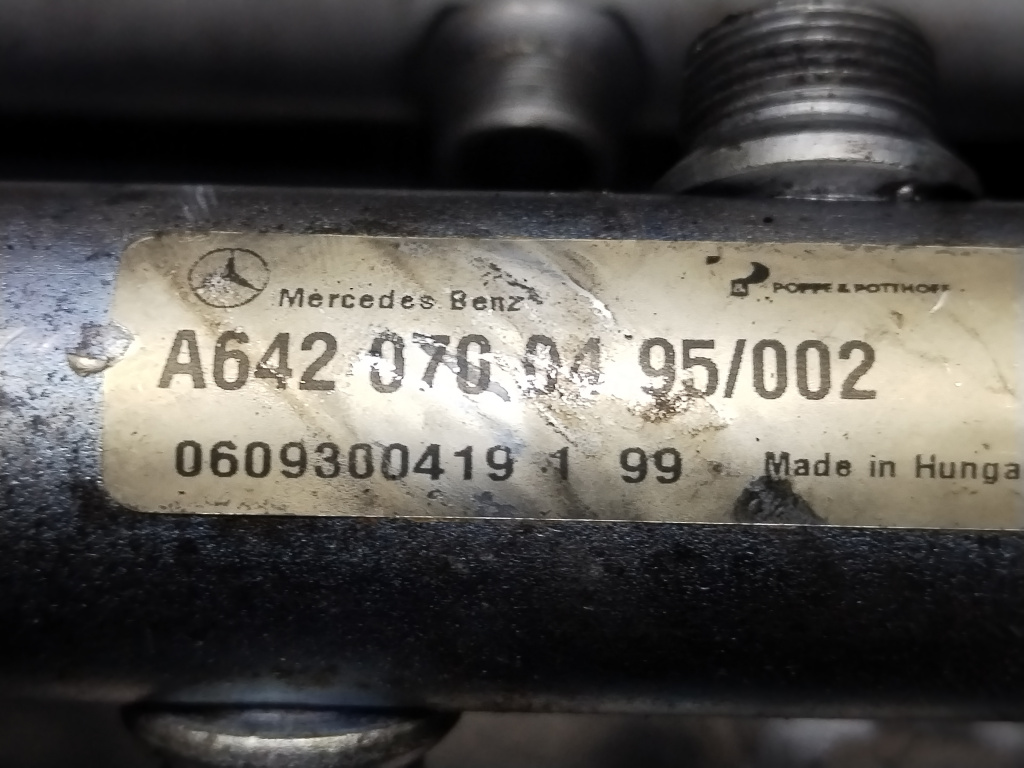 Mercedes Benz
POPPE & POTTHOFF
A642 070 04 95/002
0609300419 1 99
Made in Hunga